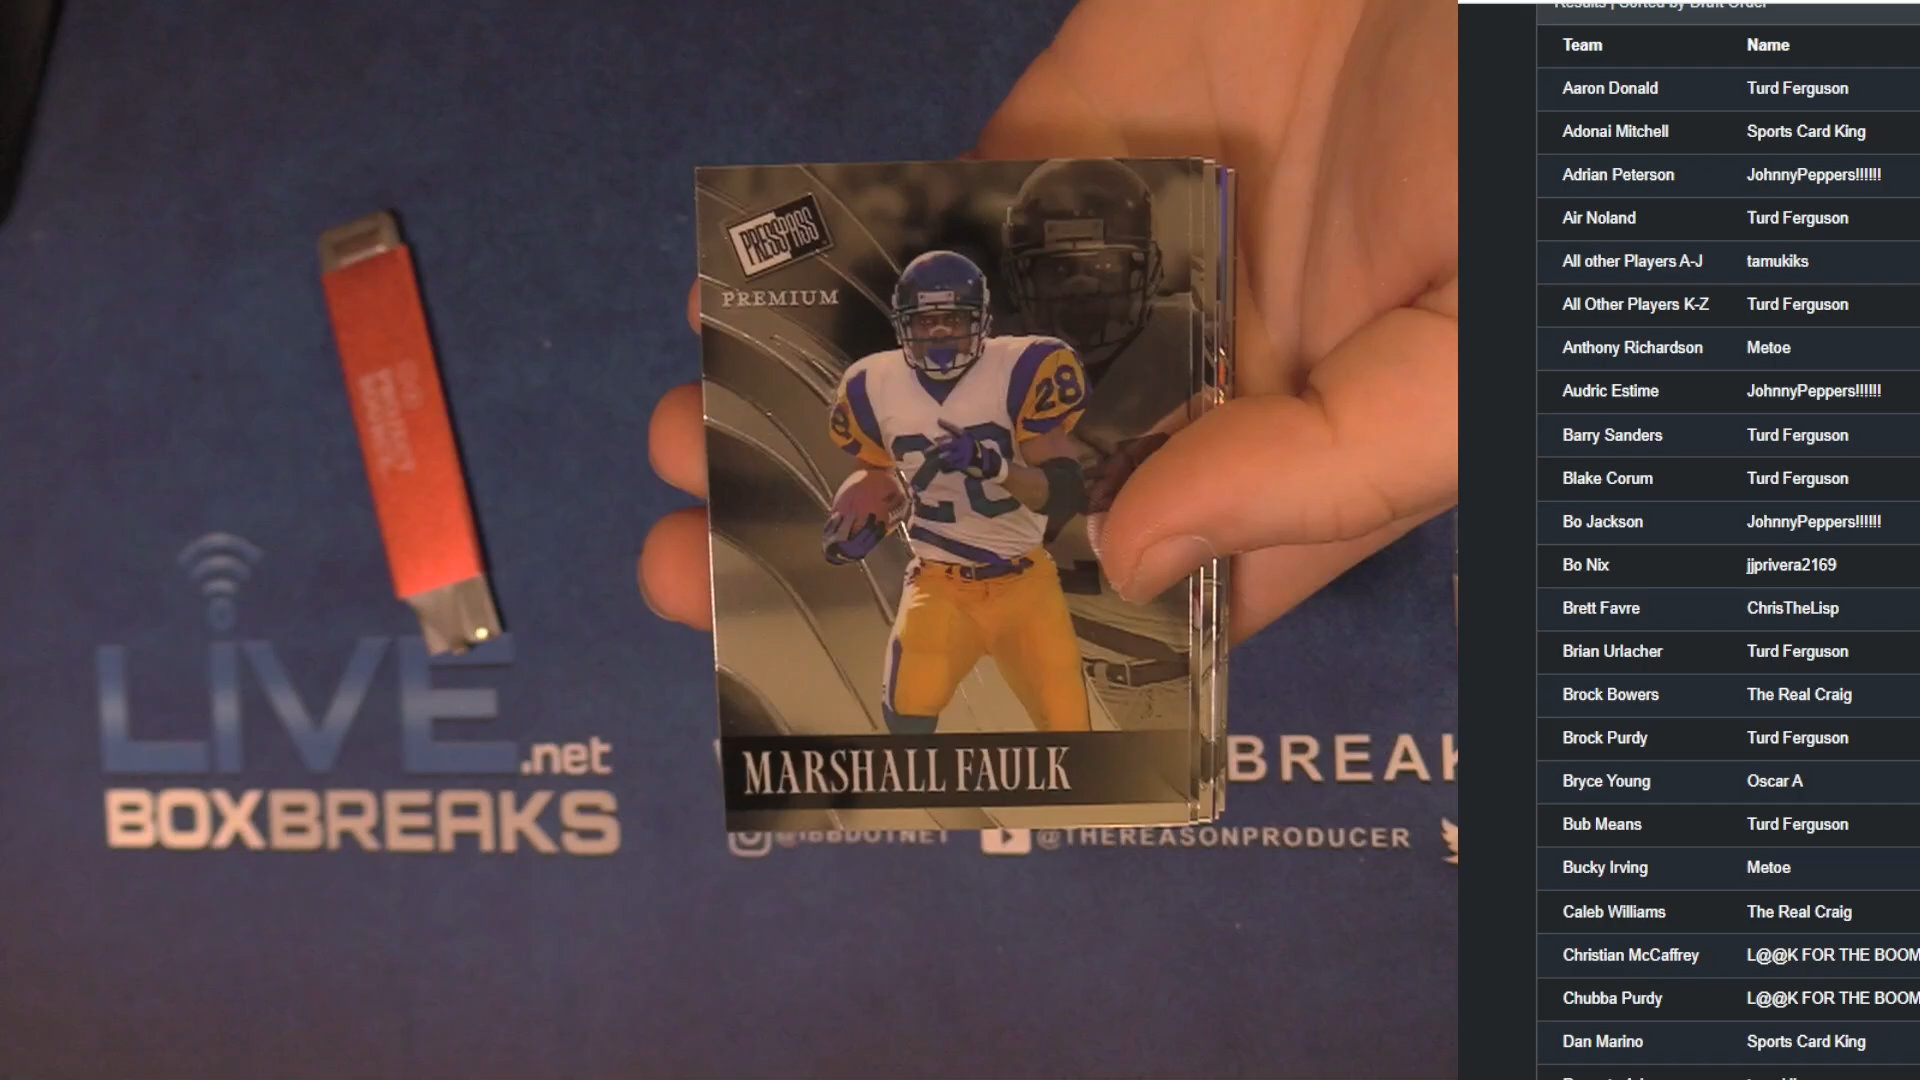 PRESS PASS
PREMIUM
28
28
MARSHALL FAULK
LIVE
.net
BOXBREAKS
BREAK
@THEREASONPRODUCER
Results | Sorted by Draft Order
Team Name
Aaron Donald Turd Ferguson
Adonai Mitchell Sports Card King
Adrian Peterson JohnnyPeppers!!!!!!
Air Noland Turd Ferguson
All other Players A-J tamukiks
All Other Players K-Z Turd Ferguson
Anthony Richardson Metoe
Audric Estime JohnnyPeppers!!!!!!
Barry Sanders Turd Ferguson
Blake Corum Turd Ferguson
Bo Jackson JohnnyPeppers!!!!!!
Bo Nix jjprivera2169
Brett Favre ChrisTheLisp
Brian Urlacher Turd Ferguson
Brock Bowers The Real Craig
Brock Purdy Turd Ferguson
Bryce Young Oscar A
Bub Means Turd Ferguson
Bucky Irving Metoe
Caleb Williams The Real Craig
Christian McCaffrey L@@K FOR THE BOOM
Chubba Purdy L@@K FOR THE BOOM
Dan Marino Sports Card King